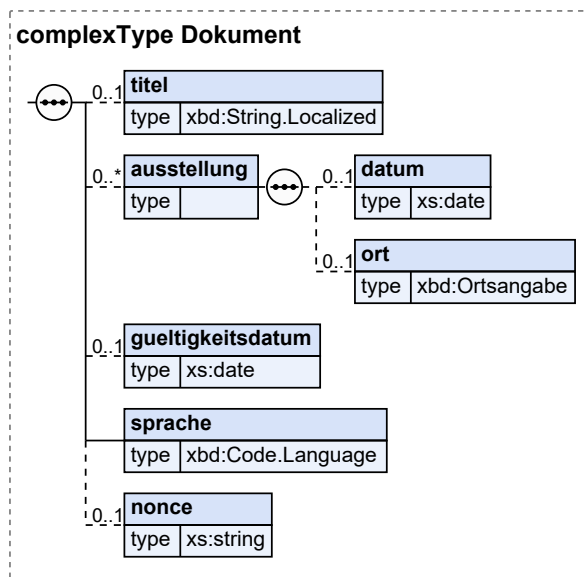 complexType Dokument
0..1 titel
type xbd:String.Localized
0..* ausstellung
type
0..1 datum
type xs:date
0..1 ort
type xbd:Ortsangabe
0..1 gueltigkeitsdatum
type xs:date
sprache
type xbd:Code.Language
0..1 nonce
type xs:string